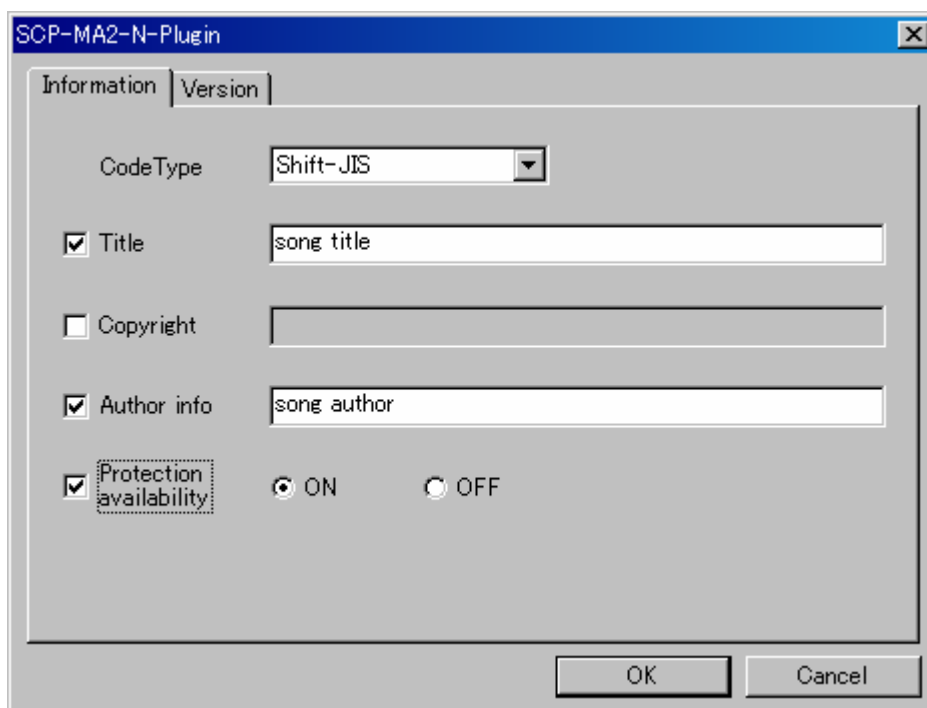 SCP-MA2-N-Plugin
Information
Version
CodeType
Shift-JIS
Title
song title
Copyright
Author info
song author
Protection
availability
ON
OFF
OK
Cancel